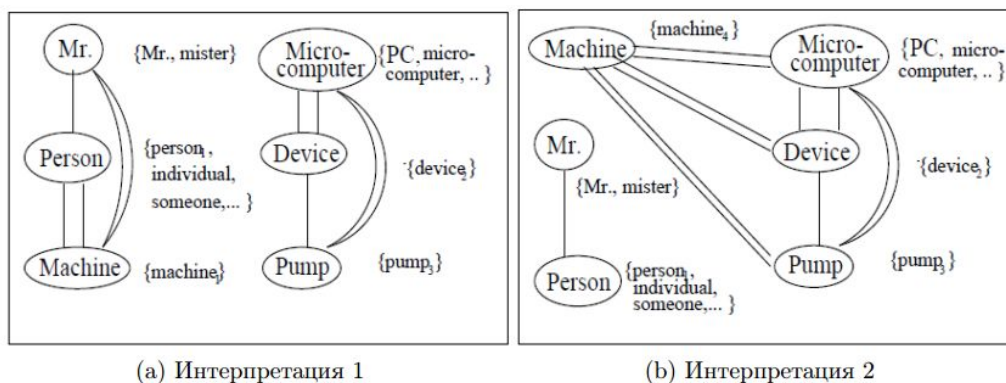 Mr.
{Mr., mister}
Person
{person₁,
individual,
someone,... }
Machine
{machine₁}
Micro-
computer
{PC, micro-
computer, .. }
Device
{device₂}
Pump
{pump₃}
(a) Интерпретация 1
Machine
{machine₄}
Micro-
computer
{PC, micro-
computer, .. }
Mr.
{Mr., mister}
Device
{device₂}
Person
{person₁,
individual,
someone,... }
Pump
{pump₃}
(b) Интерпретация 2